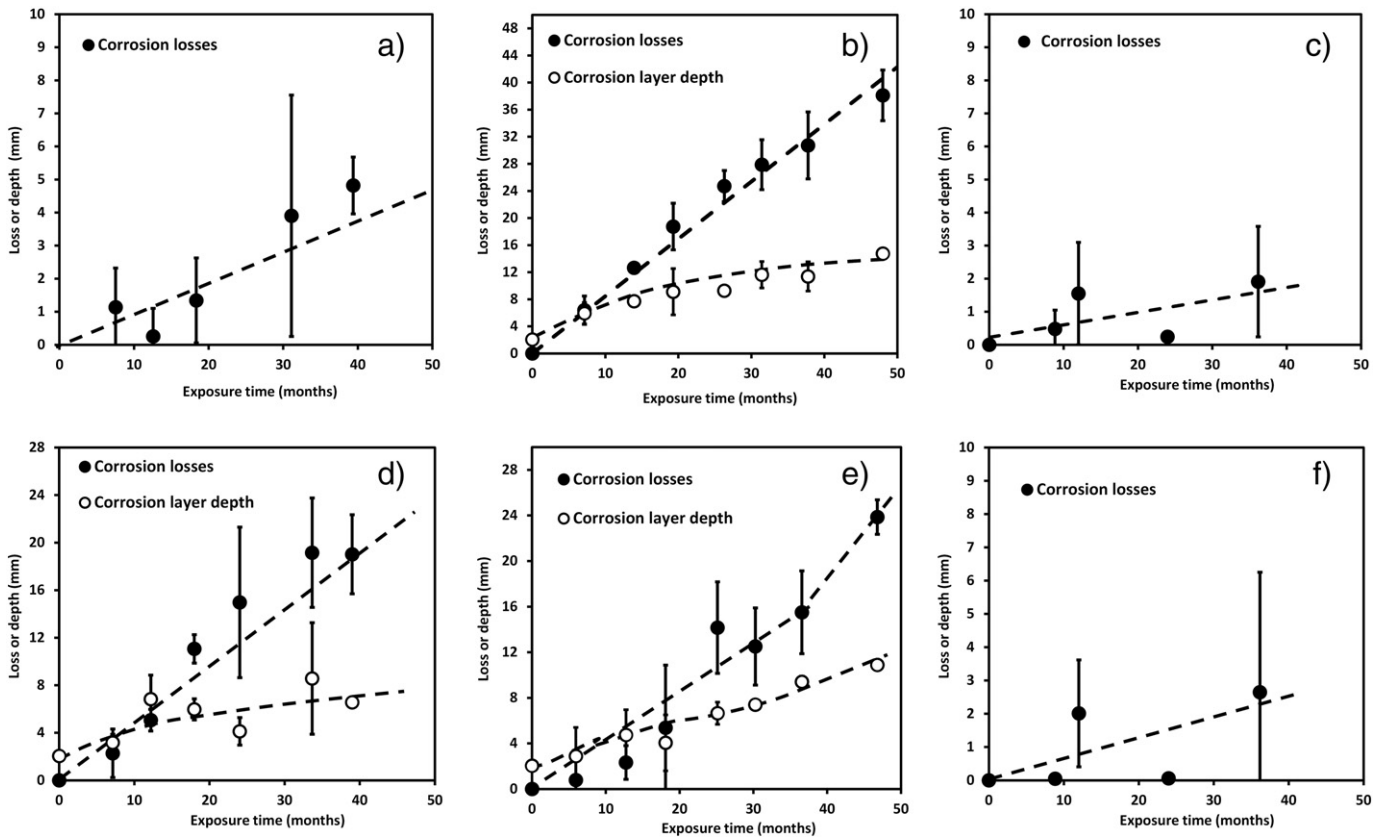 a)
Corrosion losses
Loss or depth (mm)
10
9
8
7
6
5
4
3
2
1
0
0 10 20 30 40 50
Exposure time (months)
b)
Corrosion losses
Corrosion layer depth
Loss or depth (mm)
48
44
40
36
32
28
24
20
16
12
8
4
0
0 10 20 30 40 50
Exposure time (months)
c)
Corrosion losses
Loss or depth (mm)
10
9
8
7
6
5
4
3
2
1
0
0 10 20 30 40 50
Exposure time (months)
d)
Corrosion losses
Corrosion layer depth
Loss or depth (mm)
28
24
20
16
12
8
4
0
0 10 20 30 40 50
Exposure time (months)
e)
Corrosion losses
Corrosion layer depth
Loss or depth (mm)
28
24
20
16
12
8
4
0
0 10 20 30 40 50
Exposure time (months)
f)
Corrosion losses
Loss or depth (mm)
10
9
8
7
6
5
4
3
2
1
0
0 10 20 30 40 50
Exposure time (months)